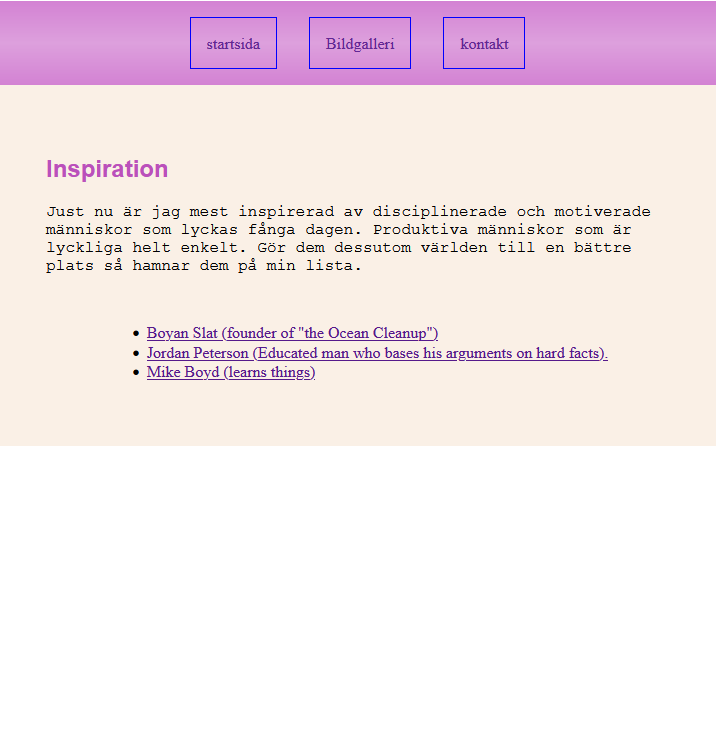 startsida Bildgalleri kontakt
Inspiration
Just nu är jag mest inspirerad av disciplinerade och motiverade
människor som lyckas fånga dagen. Produktiva människor som är
lyckliga helt enkelt. Gör dem dessutom världen till en bättre
plats så hamnar dem på min lista.
Boyan Slat (founder of "the Ocean Cleanup")
Jordan Peterson (Educated man who bases his arguments on hard facts).
Mike Boyd (learns things)